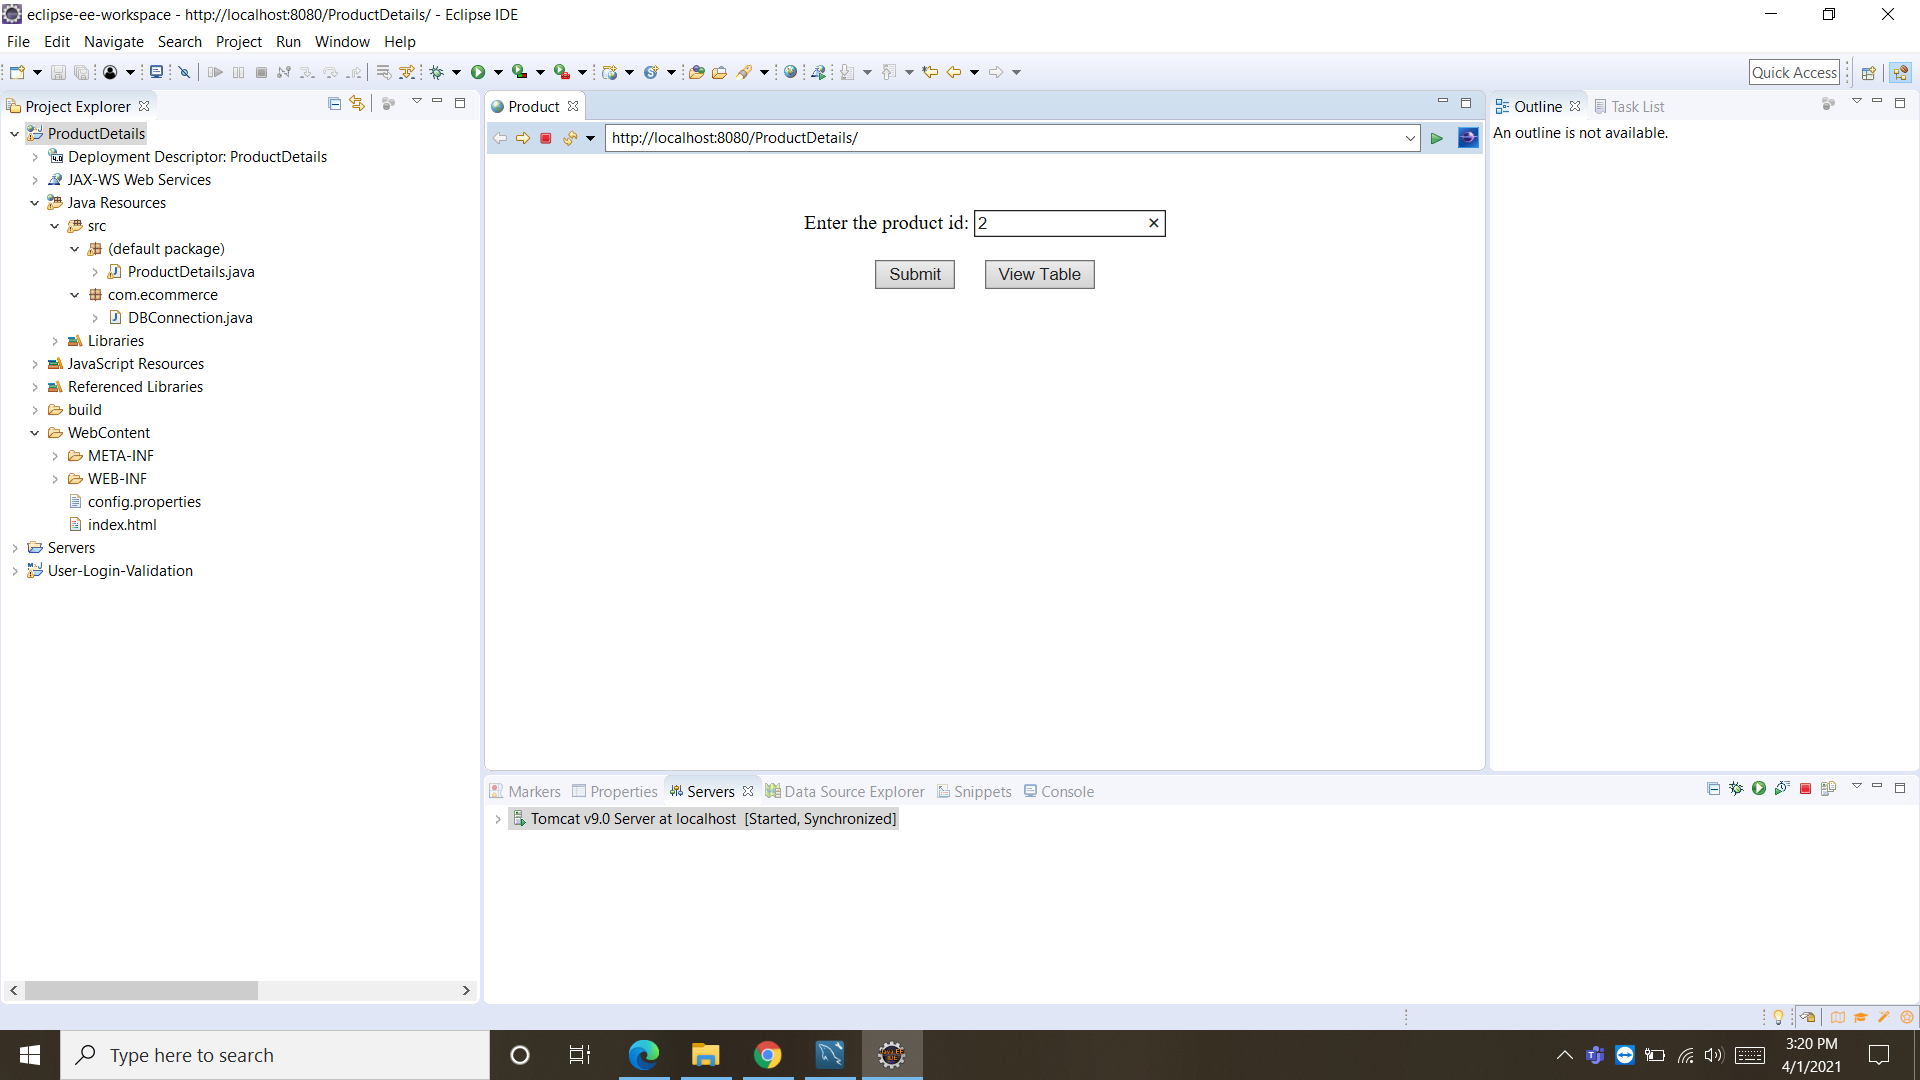 eclipse-ee-workspace - http://localhost:8080/ProductDetails/ - Eclipse IDE
File Edit Navigate Search Project Run Window Help
Quick Access
Project Explorer
ProductDetails
Deployment Descriptor: ProductDetails
JAX-WS Web Services
Java Resources
src
(default package)
ProductDetails.java
com.ecommerce
DBConnection.java
Libraries
JavaScript Resources
Referenced Libraries
build
WebContent
META-INF
WEB-INF
config.properties
index.html
Servers
User-Login-Validation
Product
http://localhost:8080/ProductDetails/
Enter the product id: 2
Submit View Table
Outline Task List
An outline is not available.
Markers Properties Servers Data Source Explorer Snippets Console
Tomcat v9.0 Server at localhost [Started, Synchronized]
Type here to search
3:20 PM
4/1/2021